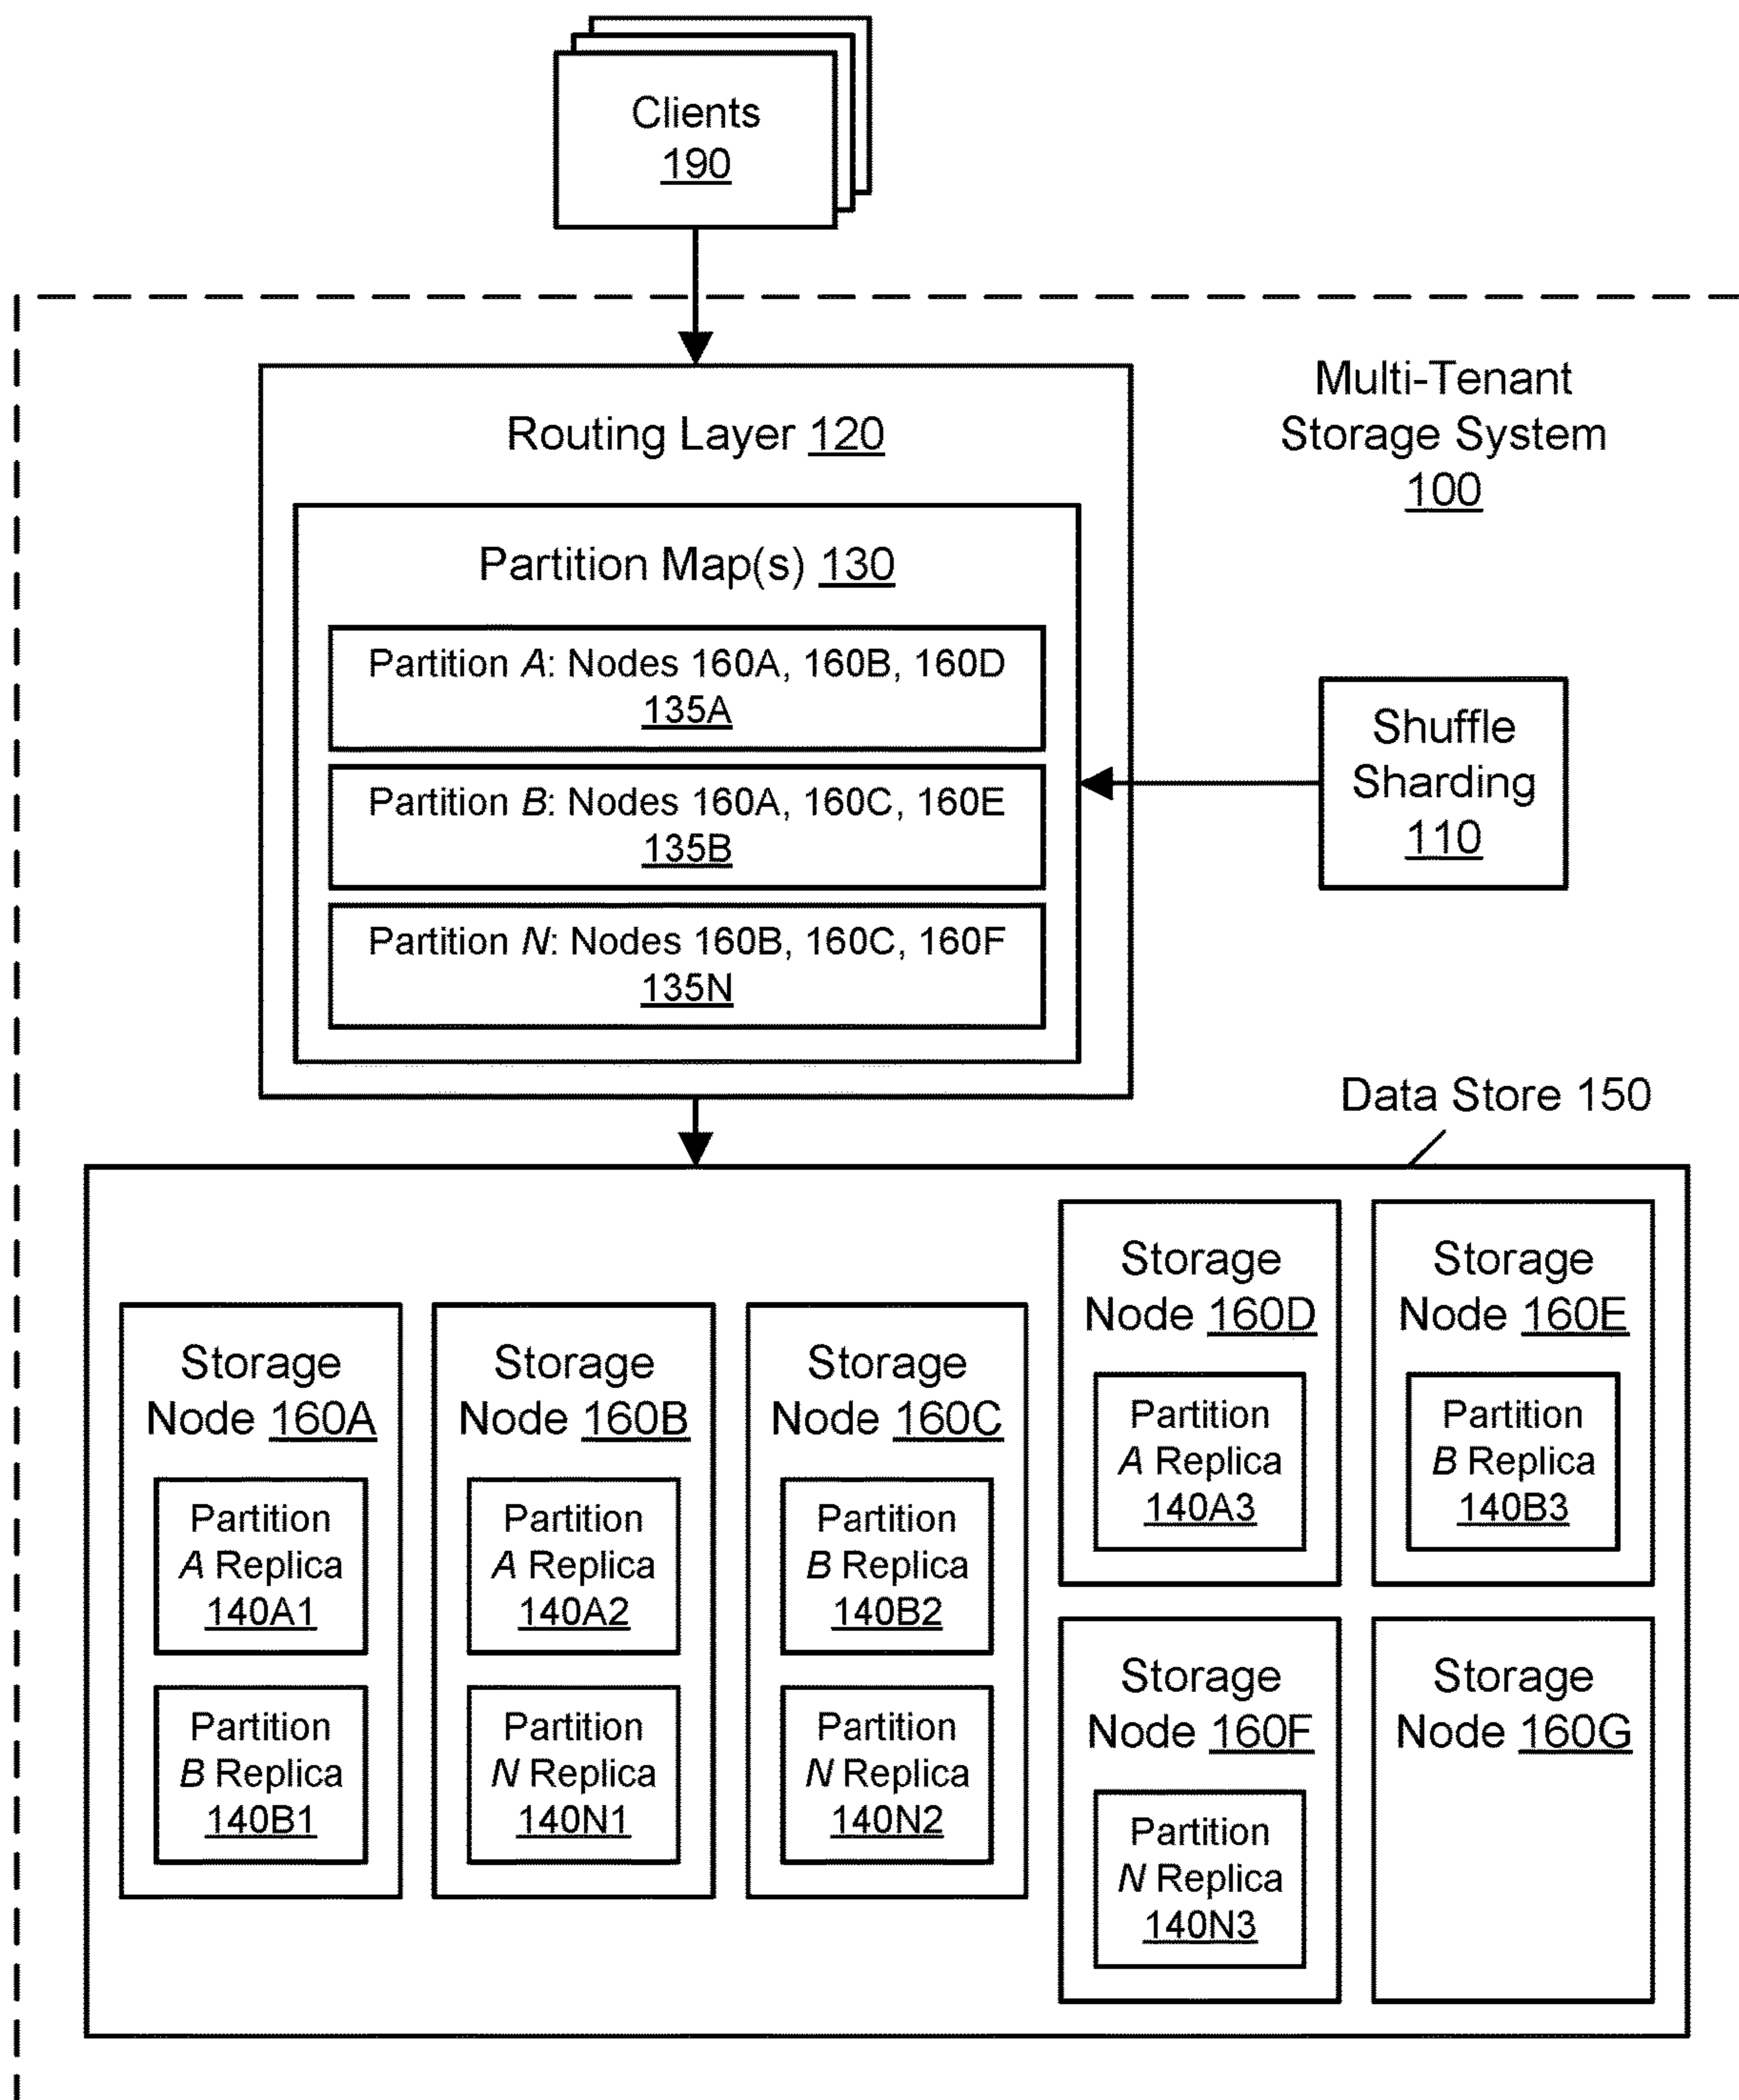 Clients
190
Multi-Tenant
Storage System
100
Routing Layer 120
Partition Map(s) 130
Partition A: Nodes 160A, 160B, 160D
135A
Partition B: Nodes 160A, 160C, 160E
135B
Partition N: Nodes 160B, 160C, 160F
135N
Shuffle
Sharding
110
Data Store 150
Storage
Node 160A
Partition
A Replica
140A1
Partition
B Replica
140B1
Storage
Node 160B
Partition
A Replica
140A2
Partition
N Replica
140N1
Storage
Node 160C
Partition
B Replica
140B2
Partition
N Replica
140N2
Storage
Node 160D
Partition
A Replica
140A3
Storage
Node 160E
Partition
B Replica
140B3
Storage
Node 160F
Partition
N Replica
140N3
Storage
Node 160G